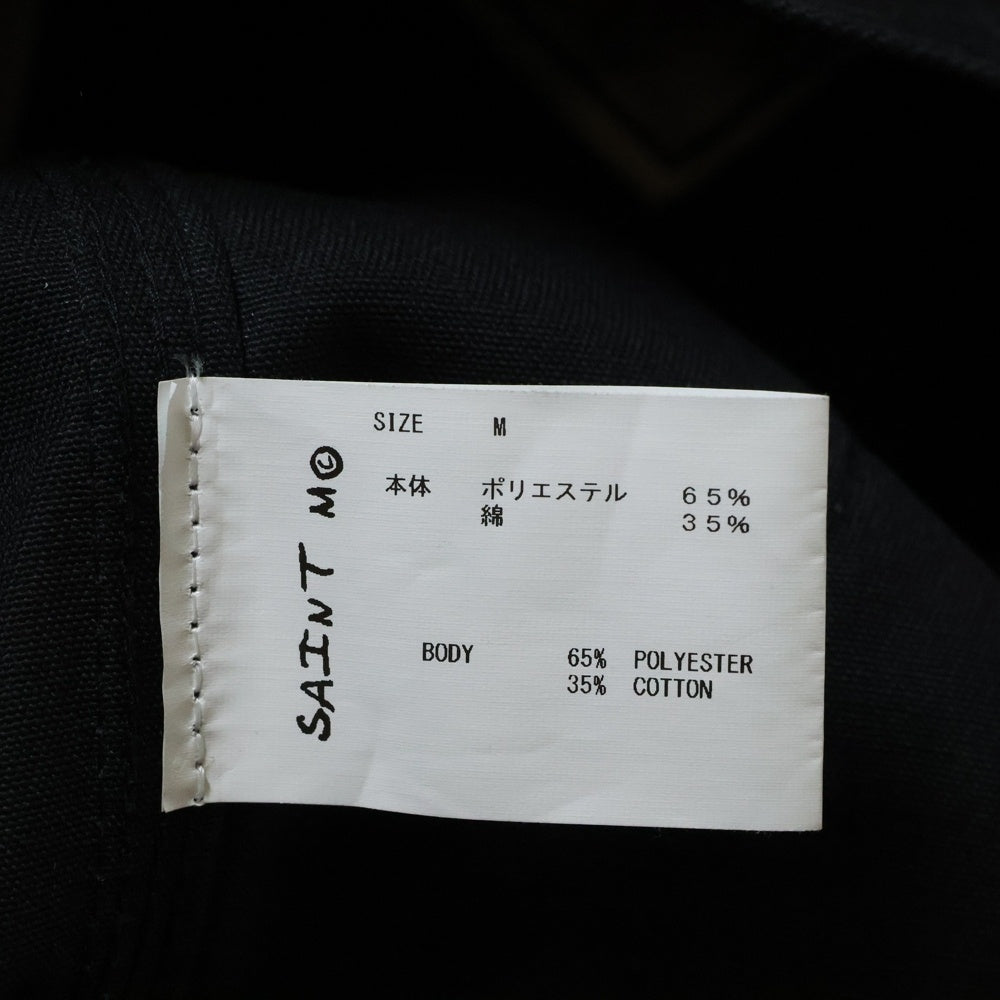 SAINT M©
SIZE M
本体 ポリエステル 65%
綿 35%
BODY 65% POLYESTER
35% COTTON